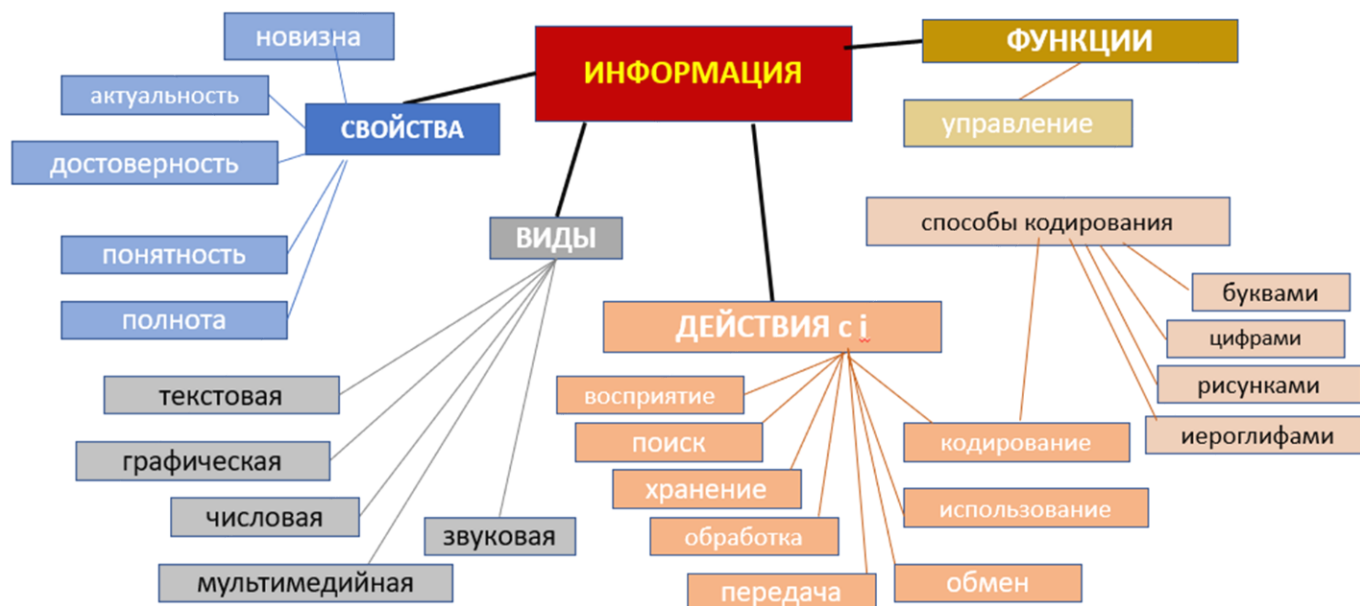 новизна
ИНФОРМАЦИЯ
ФУНКЦИИ
актуальность
СВОЙСТВА
управление
достоверность
способы кодирования
ВИДЫ
понятность
буквами
полнота
ДЕЙСТВИЯ с i
цифрами
текстовая
восприятие
рисунками
поиск
кодирование
иероглифами
графическая
хранение
числовая
использование
звуковая
обработка
мультимедийная
передача
обмен